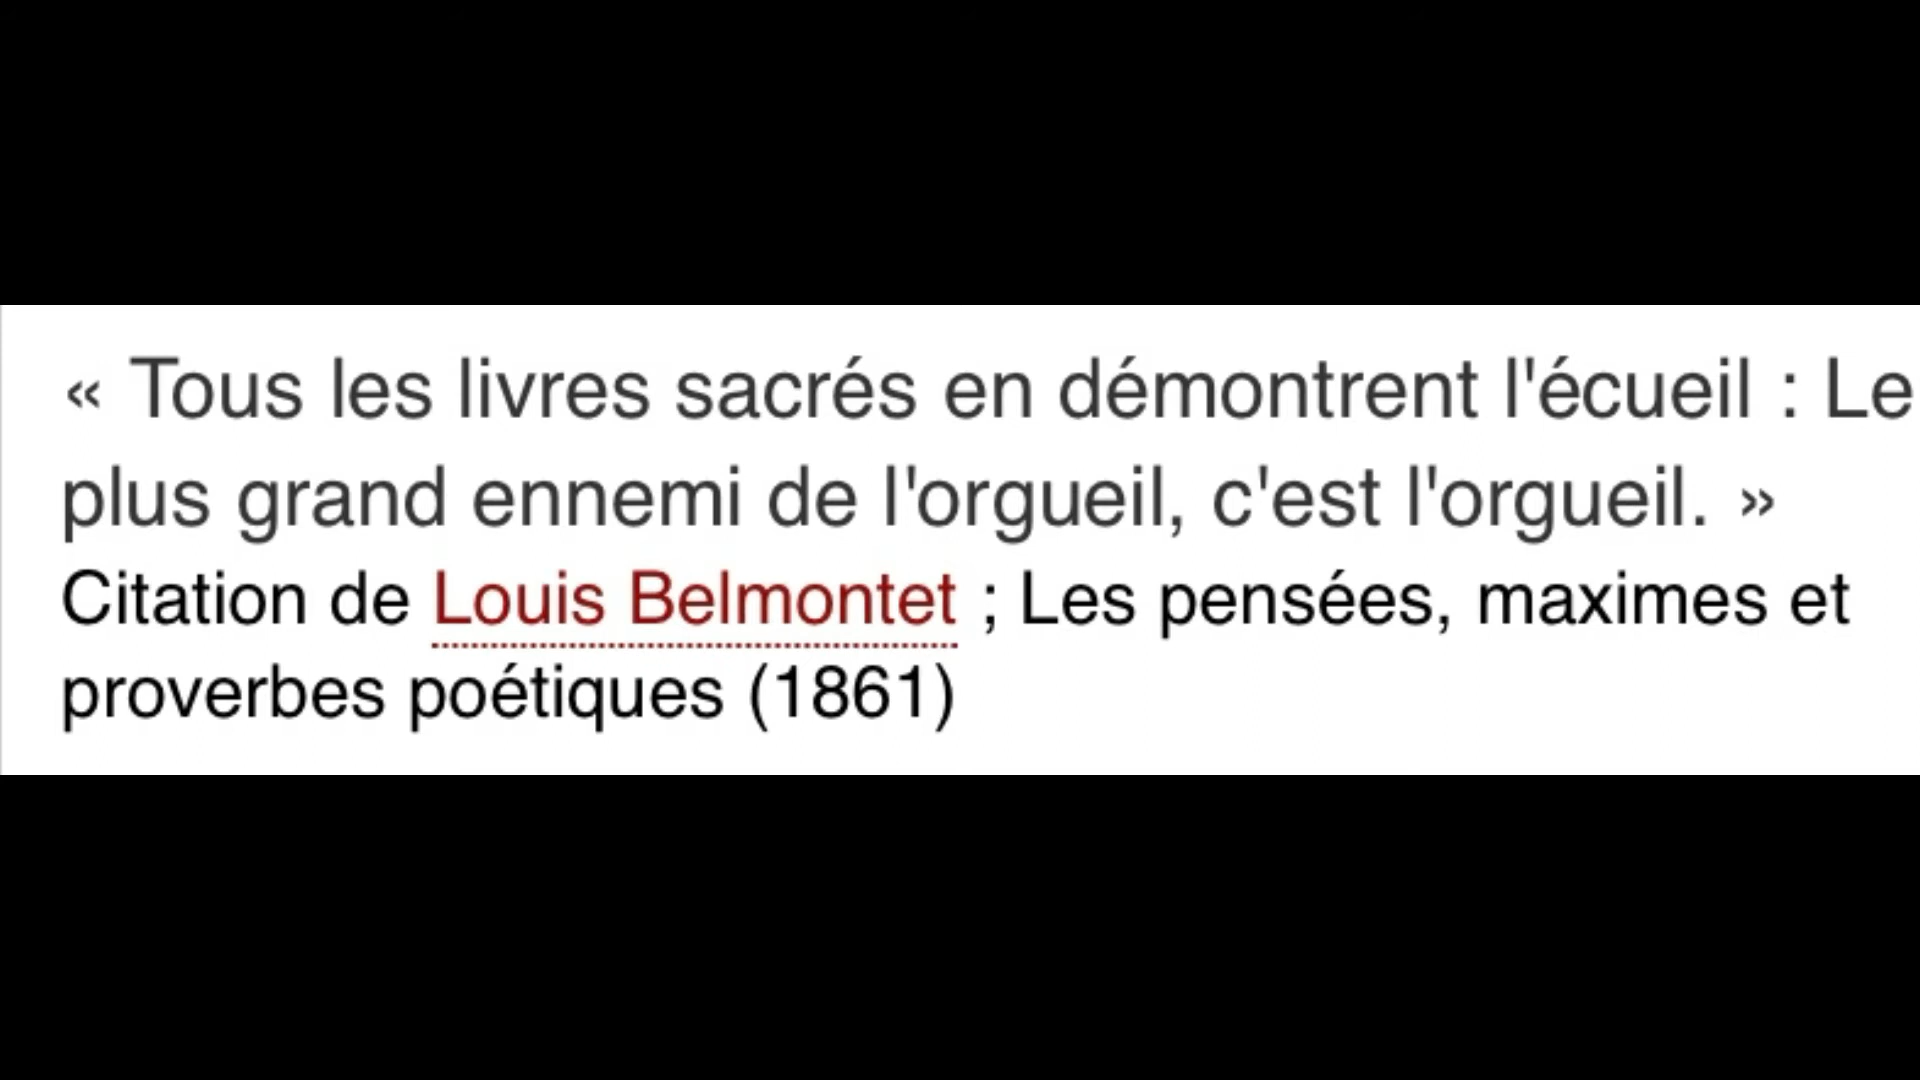 « Tous les livres sacrés en démontrent l'écueil : Le
plus grand ennemi de l'orgueil, c'est l'orgueil. »
Citation de Louis Belmontet ; Les pensées, maximes et
proverbes poétiques (1861)